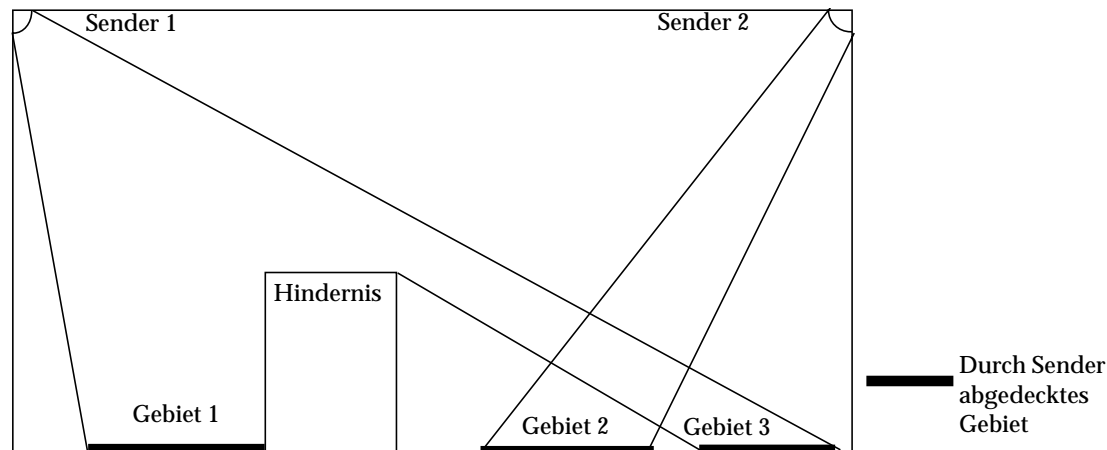 Sender 1
Sender 2
Hindernis
Gebiet 1
Gebiet 2
Gebiet 3
Durch Sender
abgedecktes
Gebiet